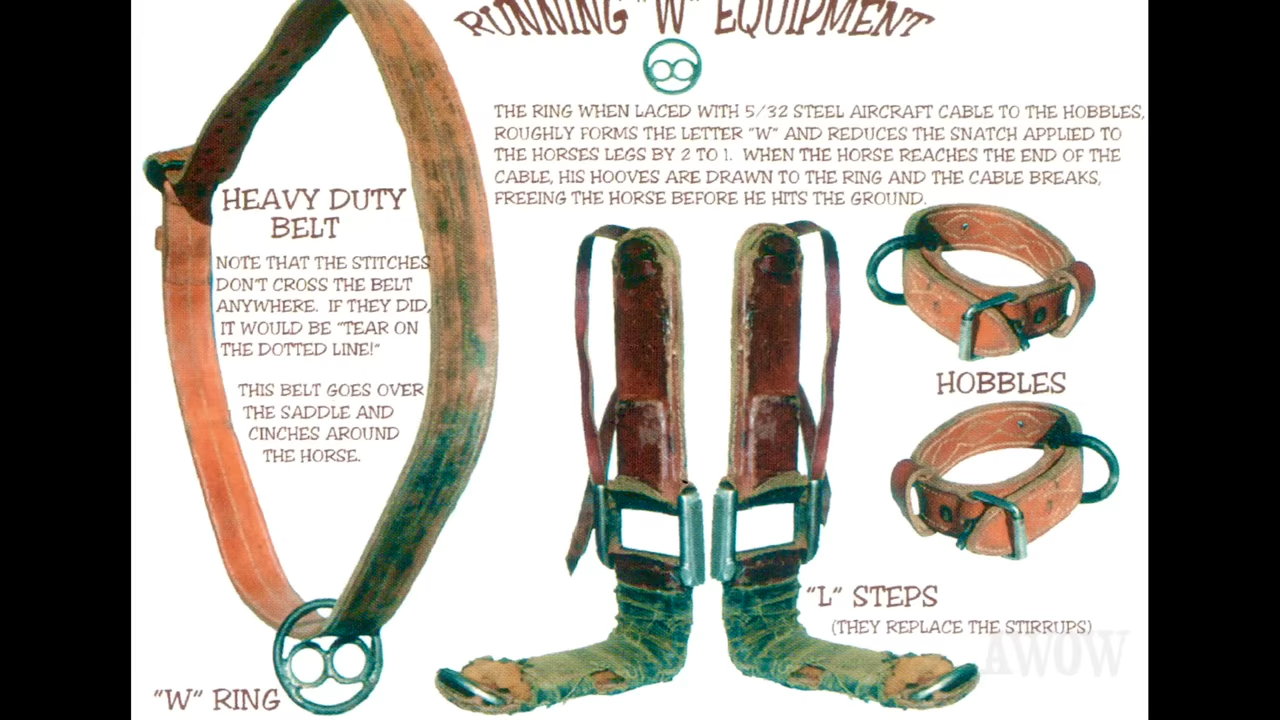 RUNNING "W" EQUIPMENT
THE RING WHEN LACED WITH 5/32 STEEL AIRCRAFT CABLE TO THE HOBBLES,
ROUGHLY FORMS THE LETTER "W" AND REDUCES THE SNATCH APPLIED TO
THE HORSES LEGS BY 2 TO 1. WHEN THE HORSE REACHES THE END OF THE
CABLE, HIS HOOVES ARE DRAWN TO THE RING AND THE CABLE BREAKS,
FREEING THE HORSE BEFORE HE HITS THE GROUND.
HEAVY DUTY
BELT
NOTE THAT THE STITCHES
DON'T CROSS THE BELT
ANYWHERE. IF THEY DID,
IT WOULD BE "TEAR ON
THE DOTTED LINE!"
THIS BELT GOES OVER
THE SADDLE AND
CINCHES AROUND
THE HORSE.
HOBBLES
"L" STEPS
(THEY REPLACE THE STIRRUPS)
"W" RING
AWOW